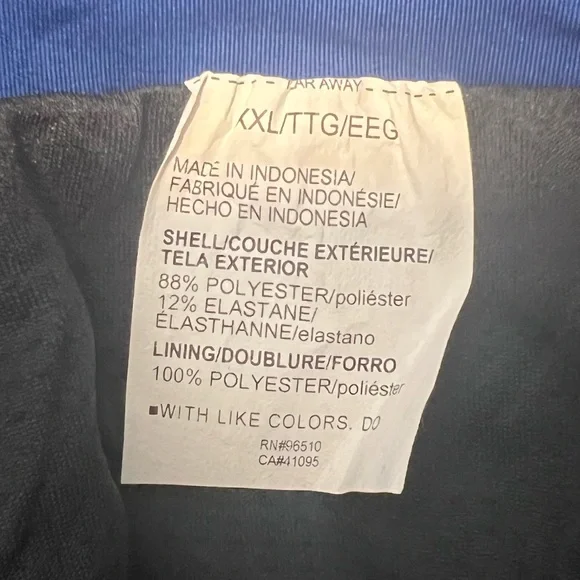 AWAY
XXL/TTG/EEG
MADE IN INDONESIA/
FABRIQUÉ EN INDONÉSIE/
HECHO EN INDONESIA
SHELL/COUCHE EXTÉRIEURE/
TELA EXTERIOR
88% POLYESTER/poliéster
12% ELASTANE/
ÉLASTHANNE/elastano
LINING/DOUBLURE/FORRO
100% POLYESTER/poliéster
■WITH LIKE COLORS. DO
RN#96510
CA#41095